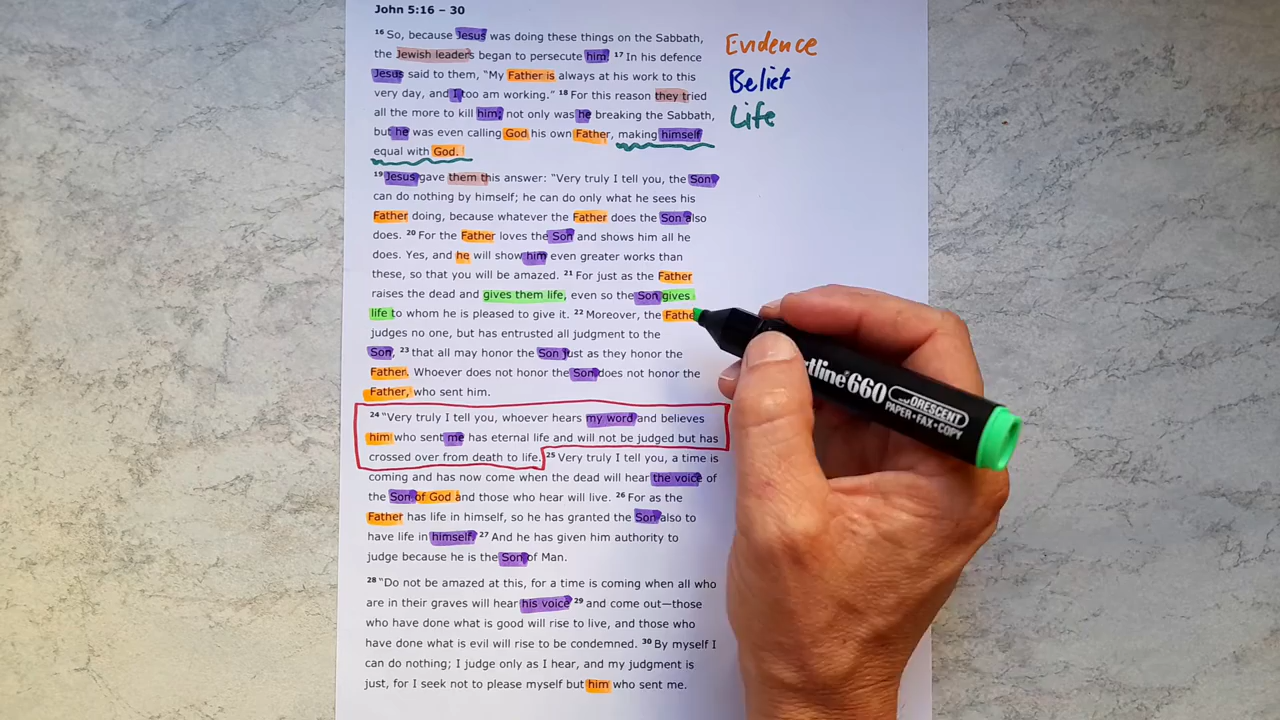 John 5:16 – 30
16 So, because Jesus was doing these things on the Sabbath,
the Jewish leaders began to persecute him. 17 In his defence
Jesus said to them, “My Father is always at his work to this
very day, and I too am working.” 18 For this reason they tried
all the more to kill him; not only was he breaking the Sabbath,
but he was even calling God his own Father, making himself
equal with God.
19 Jesus gave them this answer: “Very truly I tell you, the Son
can do nothing by himself; he can do only what he sees his
Father doing, because whatever the Father does the Son also
does. 20 For the Father loves the Son and shows him all he
does. Yes, and he will show him even greater works than
these, so that you will be amazed. 21 For just as the Father
raises the dead and gives them life, even so the Son gives
life to whom he is pleased to give it. 22 Moreover, the Father
judges no one, but has entrusted all judgment to the
Son, 23 that all may honor the Son just as they honor the
Father. Whoever does not honor the Son does not honor the
Father, who sent him.
24 “Very truly I tell you, whoever hears my word and believes
him who sent me has eternal life and will not be judged but has
crossed over from death to life. 25 Very truly I tell you, a time is
coming and has now come when the dead will hear the voice of
the Son of God and those who hear will live. 26 For as the
Father has life in himself, so he has granted the Son also to
have life in himself. 27 And he has given him authority to
judge because he is the Son of Man.
28 “Do not be amazed at this, for a time is coming when all who
are in their graves will hear his voice 29 and come out—those
who have done what is good will rise to live, and those who
have done what is evil will rise to be condemned. 30 By myself I
can do nothing; I judge only as I hear, and my judgment is
just, for I seek not to please myself but him who sent me.
Evidence
Belief
Life
tline 660
ORESCENT
PAPER·FAX·COPY